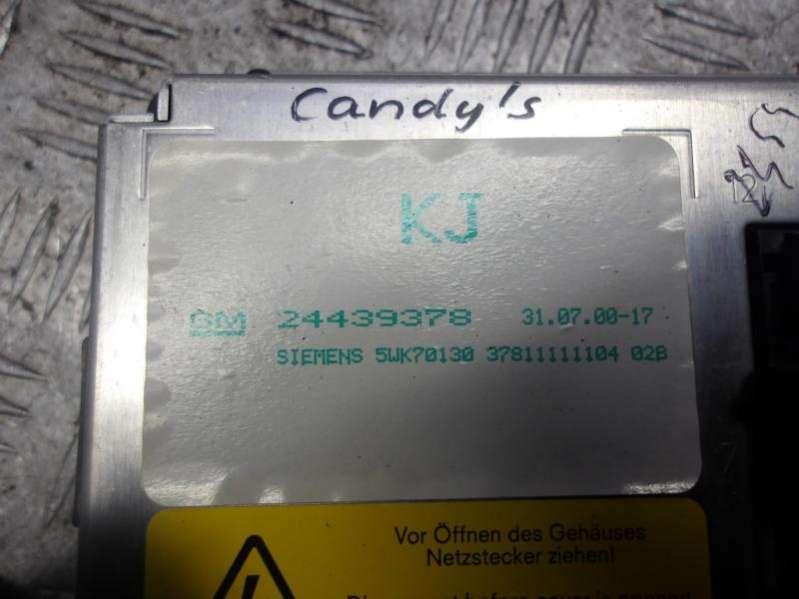 Candy's
KJ
GM 24439378 31.07.00-17
SIEMENS 5WK70130 37811111104 02B
Vor Öffnen des Gehäuses
Netzstecker ziehen!